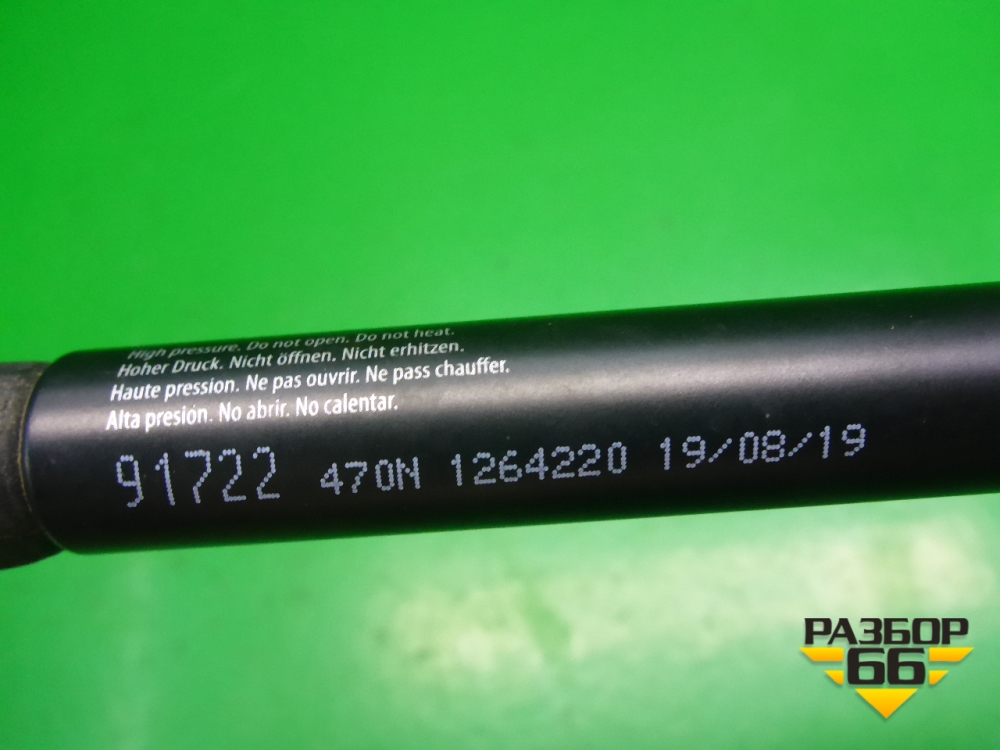 High pressure. Do not open. Do not heat.
Hoher Druck. Nicht öffnen. Nicht erhitzen.
Haute pression. Ne pas ouvrir. Ne pass chauffer.
Alta presión. No abrir. No calentar.
91722 470N 1264220 19/08/19
РАЗБОР
66